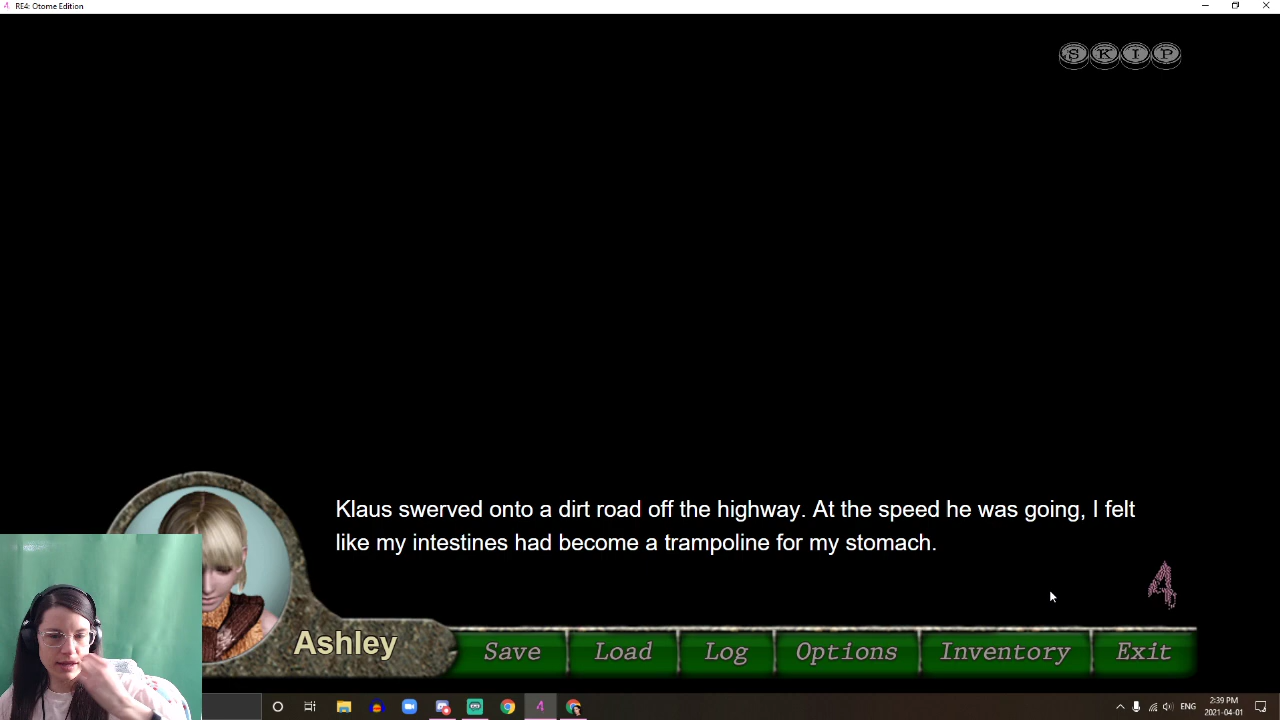 RE4: Otome Edition
SKIP
Klaus swerved onto a dirt road off the highway. At the speed he was going, I felt
like my intestines had become a trampoline for my stomach.
Ashley
Save Load Log Options Inventory Exit
ENG
2:39 PM
2021-04-01